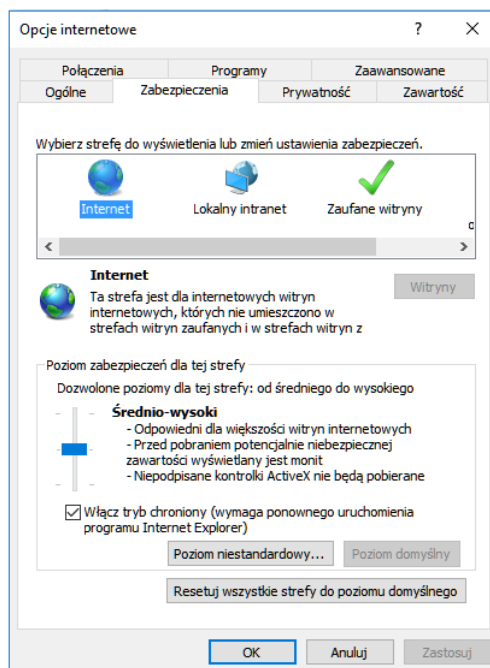 Opcje internetowe
?
Połączenia Programy Zaawansowane
Ogólne Zabezpieczenia Prywatność Zawartość
Wybierz strefę do wyświetlenia lub zmień ustawienia zabezpieczeń.
Internet Lokalny intranet Zaufane witryny
Internet
Witryny
Ta strefa jest dla internetowych witryn
internetowych, których nie umieszczono w
strefach witryn zaufanych i w strefach witryn z
Poziom zabezpieczeń dla tej strefy
Dozwolone poziomy dla tej strefy: od średniego do wysokiego
Średnio-wysoki
- Odpowiedni dla większości witryn internetowych
- Przed pobraniem potencjalnie niebezpiecznej
zawartości wyświetlany jest monit
- Niepodpisane kontrolki ActiveX nie będą pobierane
Włącz tryb chroniony (wymaga ponownego uruchomienia
programu Internet Explorer)
Poziom niestandardowy... Poziom domyślny
Resetuj wszystkie strefy do poziomu domyślnego
OK Anuluj Zastosuj